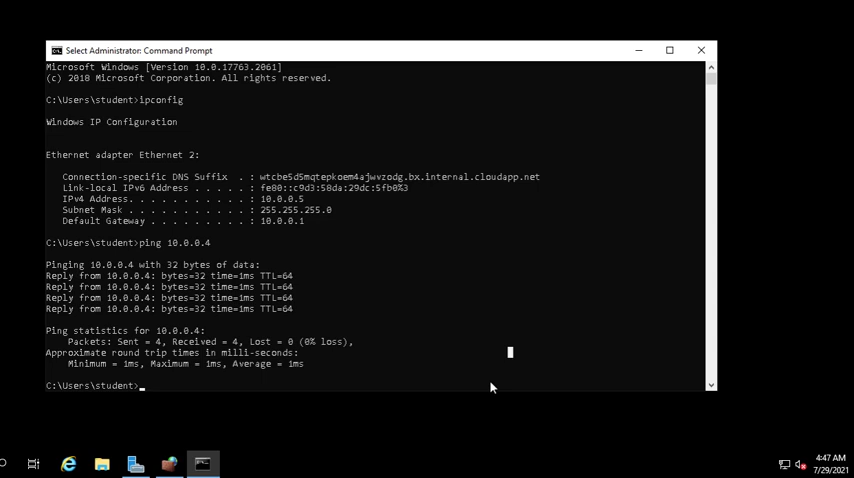 Select Administrator: Command Prompt
Microsoft Windows [Version 10.0.17763.2061]
(c) 2018 Microsoft Corporation. All rights reserved.
C:\Users\student>ipconfig
Windows IP Configuration
Ethernet adapter Ethernet 2:
Connection-specific DNS Suffix . : wtcbe5d5mqtepkoem4ajwvzodg.bx.internal.cloudapp.net
Link-local IPv6 Address . . . . . : fe80::c9d3:58da:29dc:5fb0%3
IPv4 Address. . . . . . . . . . . : 10.0.0.5
Subnet Mask . . . . . . . . . . . : 255.255.255.0
Default Gateway . . . . . . . . . : 10.0.0.1
C:\Users\student>ping 10.0.0.4
Pinging 10.0.0.4 with 32 bytes of data:
Reply from 10.0.0.4: bytes=32 time=1ms TTL=64
Reply from 10.0.0.4: bytes=32 time=1ms TTL=64
Reply from 10.0.0.4: bytes=32 time=1ms TTL=64
Reply from 10.0.0.4: bytes=32 time=1ms TTL=64
Ping statistics for 10.0.0.4:
Packets: Sent = 4, Received = 4, Lost = 0 (0% loss),
Approximate round trip times in milli-seconds:
Minimum = 1ms, Maximum = 1ms, Average = 1ms
C:\Users\student>
4:47 AM
7/29/2021